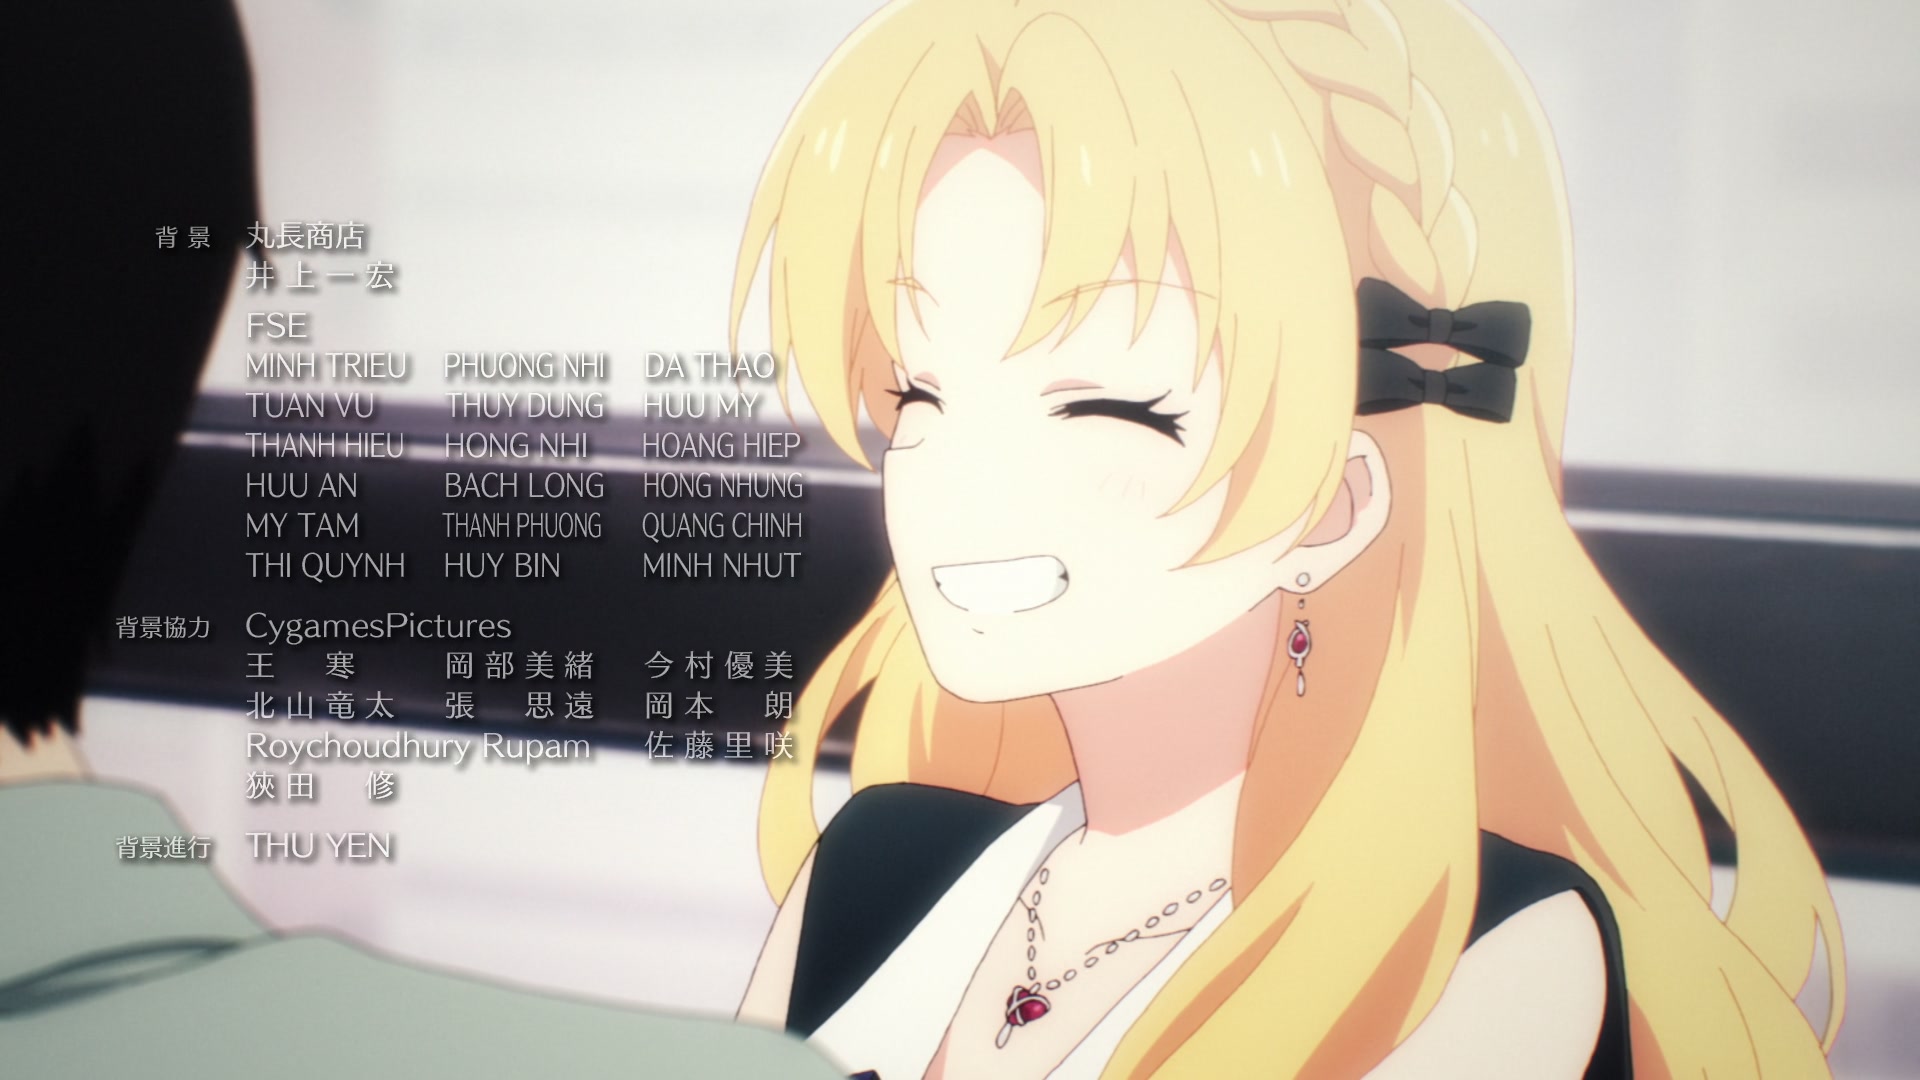 背景 丸長商店
井上一宏
FSE
MINH TRIEU PHUONG NHI DA THAO
TUAN VU THUY DUNG HUU MY
THANH HIEU HONG NHI HOANG HIEP
HUU AN BACH LONG HONG NHUNG
MY TAM THANH PHUONG QUANG CHINH
THI QUYNH HUY BIN MINH NHUT
背景協力 CygamesPictures
王 寒 岡部美緒 今村優美
北山竜太 張 思遠 岡本 朗
Roychoudhury Rupam 佐藤里咲
狹田 修
背景進行 THU YEN